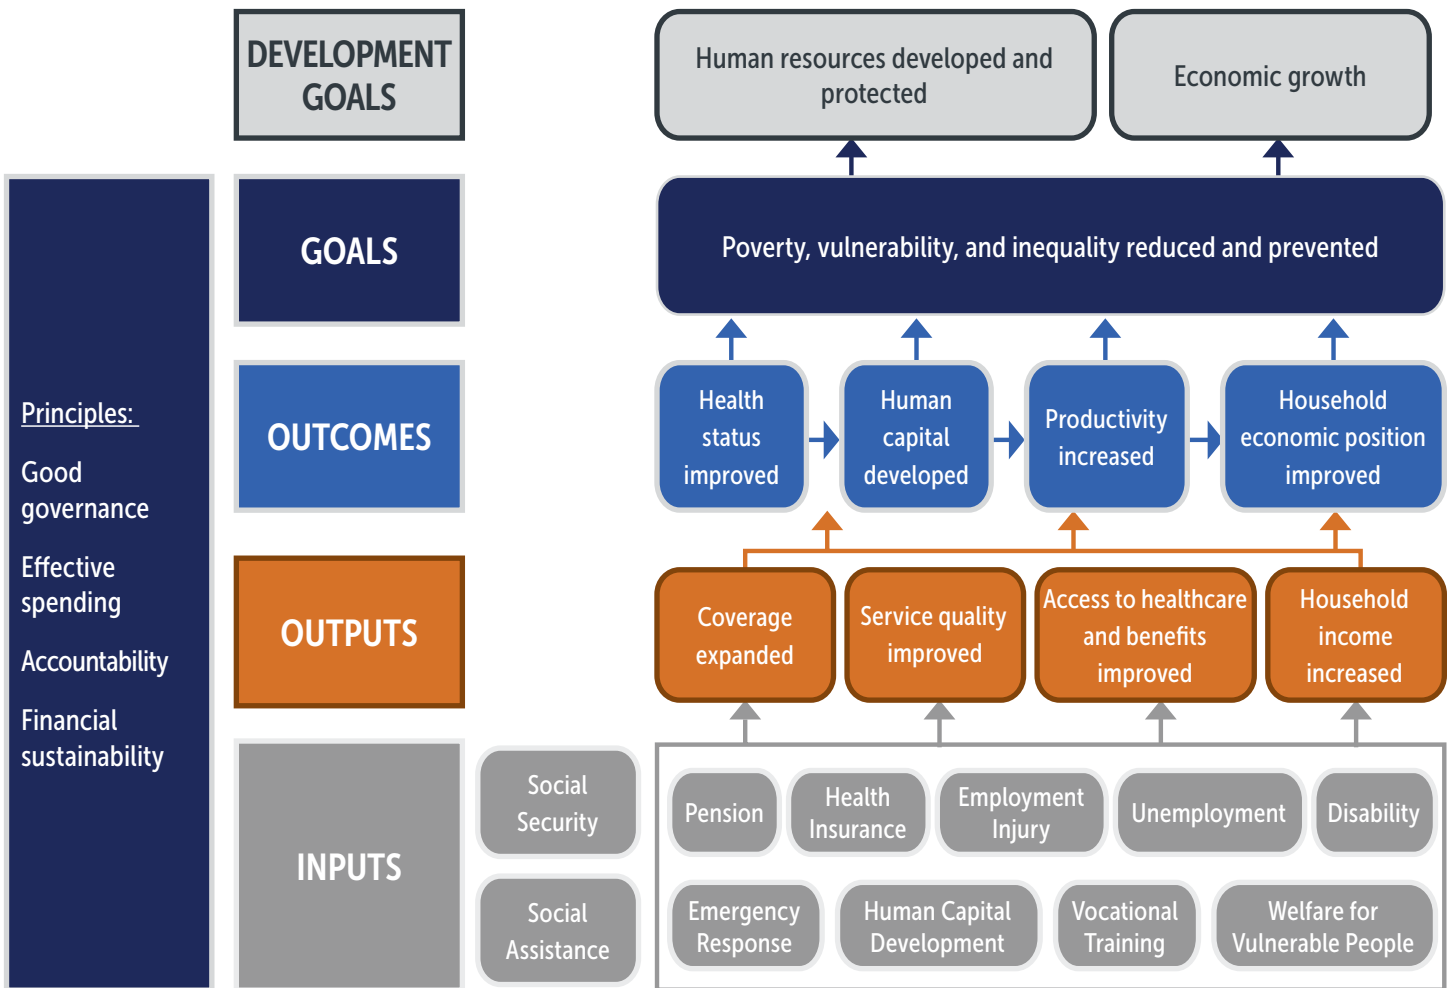 DEVELOPMENT
GOALS
Human resources developed and
protected
Economic growth
GOALS
Poverty, vulnerability, and inequality reduced and prevented
Principles:
Good
governance
Effective
spending
Accountability
Financial
sustainability
OUTCOMES
Health
status
improved
Human
capital
developed
Productivity
increased
Household
economic position
improved
OUTPUTS
Coverage
expanded
Service quality
improved
Access to healthcare
and benefits
improved
Household
income
increased
INPUTS
Social
Security
Pension
Health
Insurance
Employment
Injury
Unemployment
Disability
Social
Assistance
Emergency
Response
Human Capital
Development
Vocational
Training
Welfare for
Vulnerable People